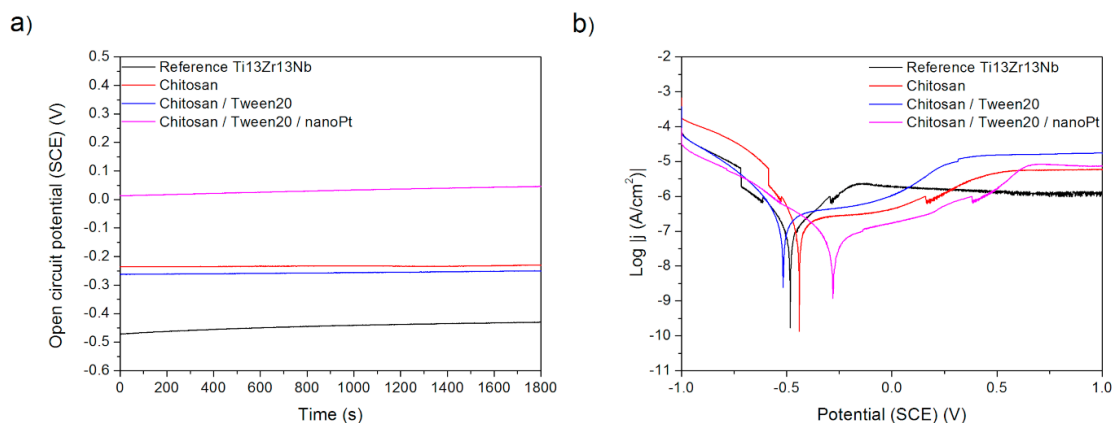 a)
0.5
0.4
0.3
0.2
0.1
0.0
-0.1
-0.2
-0.3
-0.4
-0.5
-0.6
Open circuit potential (SCE) (V)
Reference Ti13Zr13Nb
Chitosan
Chitosan / Tween20
Chitosan / Tween20 / nanoPt
0 200 400 600 800 1000 1200 1400 1600 1800
Time (s)
b)
-2
-3
-4
-5
-6
-7
-8
-9
-10
-11
Log |j (A/cm²)|
Reference Ti13Zr13Nb
Chitosan
Chitosan / Tween20
Chitosan / Tween20 / nanoPt
-1.0 -0.5 0.0 0.5 1.0
Potential (SCE) (V)